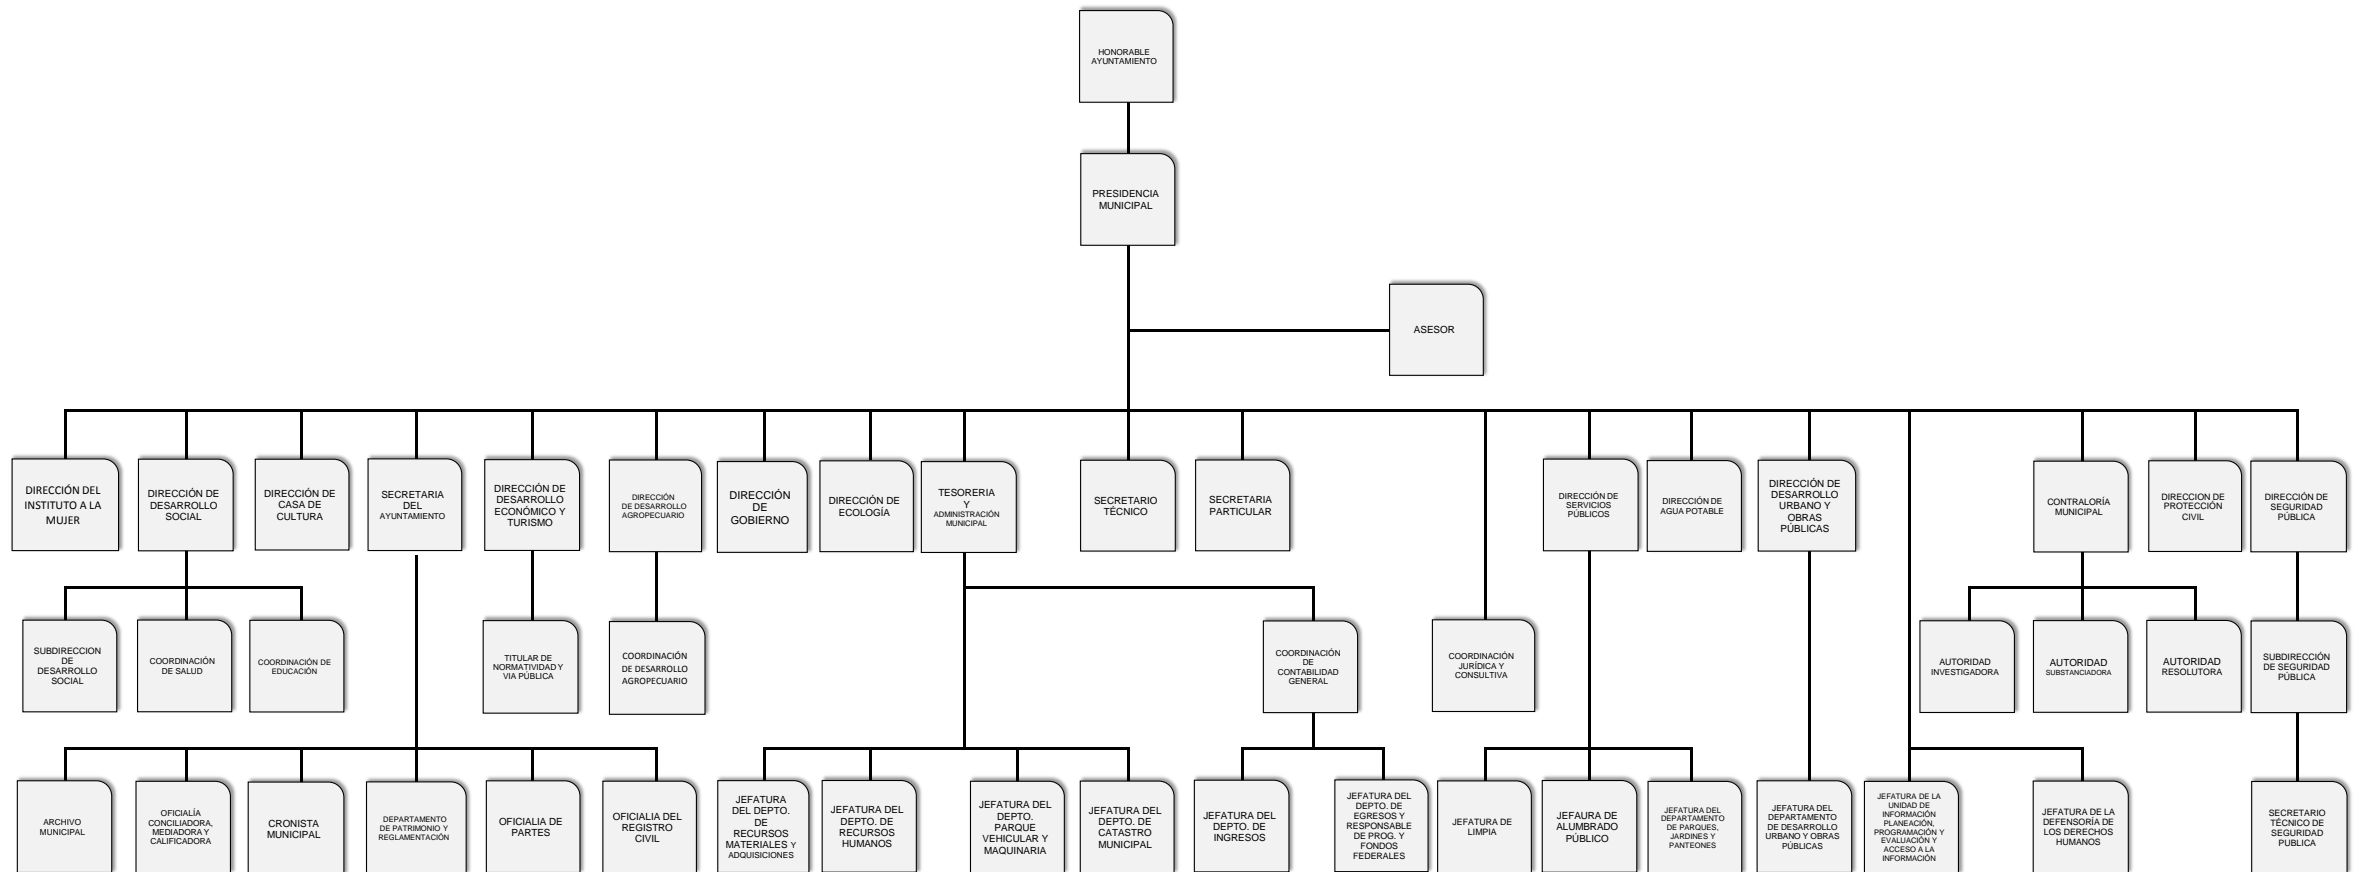 HONORABLE
AYUNTAMIENTO
PRESIDENCIA
MUNICIPAL
ASESOR
DIRECCIÓN DEL
INSTITUTO A LA
MUJER
DIRECCIÓN DE
DESARROLLO
SOCIAL
DIRECCIÓN DE
CASA DE
CULTURA
SECRETARIA
DEL
AYUNTAMIENTO
DIRECCIÓN DE
DESARROLLO
ECONÓMICO Y
TURISMO
DIRECCIÓN
DE DESARROLLO
AGROPECUARIO
DIRECCIÓN
DE
GOBIERNO
DIRECCIÓN DE
ECOLOGÍA
TESORERIA
Y
ADMINISTRACIÓN
MUNICIPAL
SECRETARIO
TÉCNICO
SECRETARIA
PARTICULAR
DIRECCIÓN DE
SERVICIOS
PÚBLICOS
DIRECCIÓN DE
AGUA POTABLE
DIRECCIÓN DE
DESARROLLO
URBANO Y
OBRAS
PÚBLICAS
CONTRALORÍA
MUNICIPAL
DIRECCION DE
PROTECCIÓN
CIVIL
DIRECCIÓN DE
SEGURIDAD
PÚBLICA
SUBDIRECCION
DE
DESARROLLO
SOCIAL
COORDINACIÓN
DE SALUD
COORDINACIÓN DE
EDUCACIÓN
TITULAR DE
NORMATIVIDAD Y
VIA PÚBLICA
COORDINACIÓN
DE DESARROLLO
AGROPECUARIO
COORDINACIÓN
DE
CONTABILIDAD
GENERAL
COORDINACIÓN
JURÍDICA Y
CONSULTIVA
AUTORIDAD
INVESTIGADORA
AUTORIDAD
SUBSTANCIADORA
AUTORIDAD
RESOLUTORA
SUBDIRECCIÓN
DE SEGURIDAD
PÚBLICA
ARCHIVO
MUNICIPAL
OFICIALÍA
CONCILIADORA,
MEDIADORA Y
CALIFICADORA
CRONISTA
MUNICIPAL
DEPARTAMENTO
DE PATRIMONIO Y
REGLAMENTACIÓN
OFICIALIA DE
PARTES
OFICIALIA DEL
REGISTRO
CIVIL
JEFATURA
DEL DEPTO.
DE
RECURSOS
MATERIALES Y
ADQUISICIONES
JEFATURA DEL
DEPTO. DE
RECURSOS
HUMANOS
JEFATURA DEL
DEPTO.
PARQUE
VEHICULAR Y
MAQUINARIA
JEFATURA DEL
DEPTO. DE
CATASTRO
MUNICIPAL
JEFATURA DEL
DEPTO. DE
INGRESOS
JEFATURA DEL
DEPTO. DE
EGRESOS Y
RESPONSABLE
DE PROG. Y
FONDOS
FEDERALES
JEFATURA DE
LIMPIA
JEFAURA DE
ALUMBRADO
PÚBLICO
JEFATURA DEL
DEPARTAMENTO
DE PARQUES,
JARDINES Y
PANTEONES
JEFATURA DEL
DEPARTAMENTO
DE DESARROLLO
URBANO Y OBRAS
PÚBLICAS
JEFATURA DE LA
UNIDAD DE
INFORMACIÓN
PLANEACIÓN,
PROGRAMACIÓN Y
EVALUACIÓN Y
ACCESO A LA
INFORMACIÓN
JEFATURA DE LA
DEFENSORÍA DE
LOS DERECHOS
HUMANOS
SECRETARIO
TÉCNICO DE
SEGURIDAD
PUBLICA